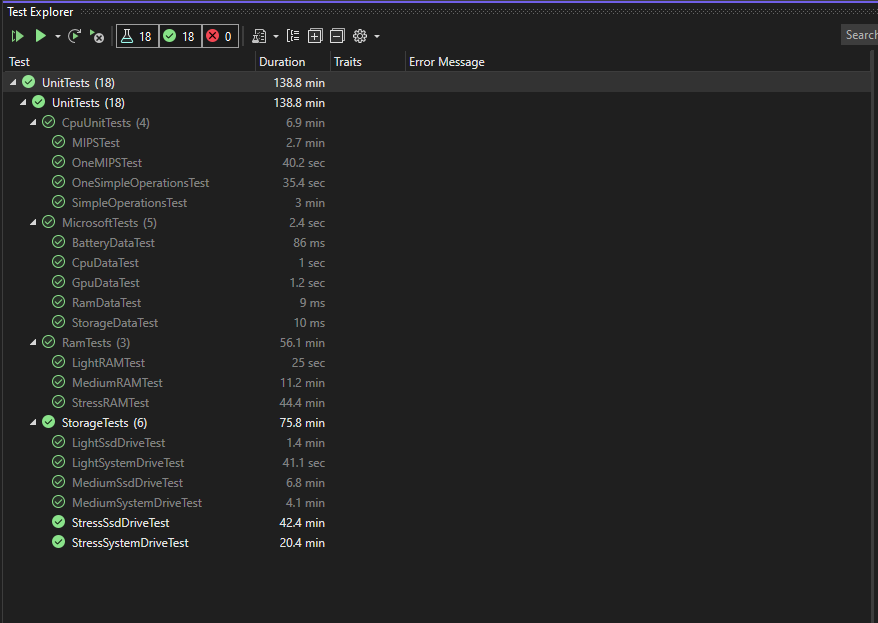 Test Explorer
18 18 0
Search
Test Duration Traits Error Message
UnitTests (18) 138.8 min
UnitTests (18) 138.8 min
CpuUnitTests (4) 6.9 min
MIPSTest 2.7 min
OneMIPSTest 40.2 sec
OneSimpleOperationsTest 35.4 sec
SimpleOperationsTest 3 min
MicrosoftTests (5) 2.4 sec
BatteryDataTest 86 ms
CpuDataTest 1 sec
GpuDataTest 1.2 sec
RamDataTest 9 ms
StorageDataTest 10 ms
RamTests (3) 56.1 min
LightRAMTest 25 sec
MediumRAMTest 11.2 min
StressRAMTest 44.4 min
StorageTests (6) 75.8 min
LightSsdDriveTest 1.4 min
LightSystemDriveTest 41.1 sec
MediumSsdDriveTest 6.8 min
MediumSystemDriveTest 4.1 min
StressSsdDriveTest 42.4 min
StressSystemDriveTest 20.4 min